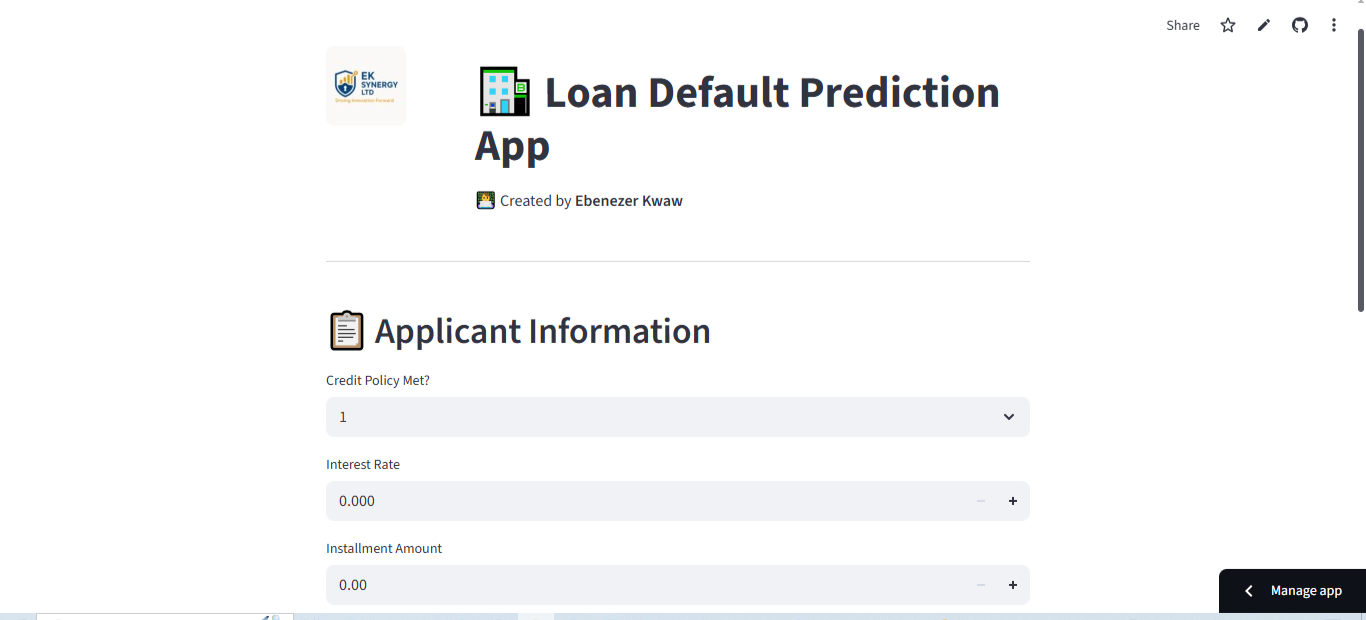 Share
EK
SYNERGY
LTD
Driving Innovation Forward
B
Loan Default Prediction
App
Created by Ebenezer Kwaw
Applicant Information
Credit Policy Met?
1
Interest Rate
0.000
Installment Amount
0.00
Manage app